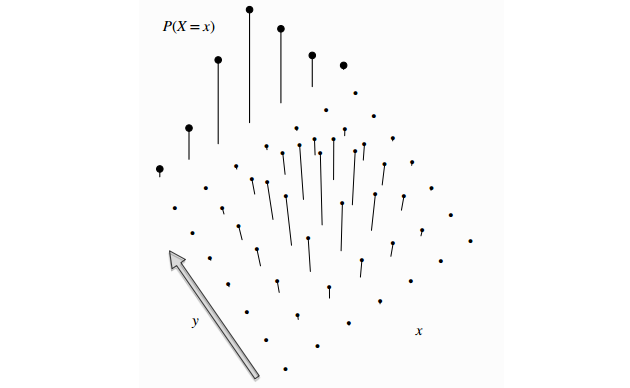 P(X = x)
y
x